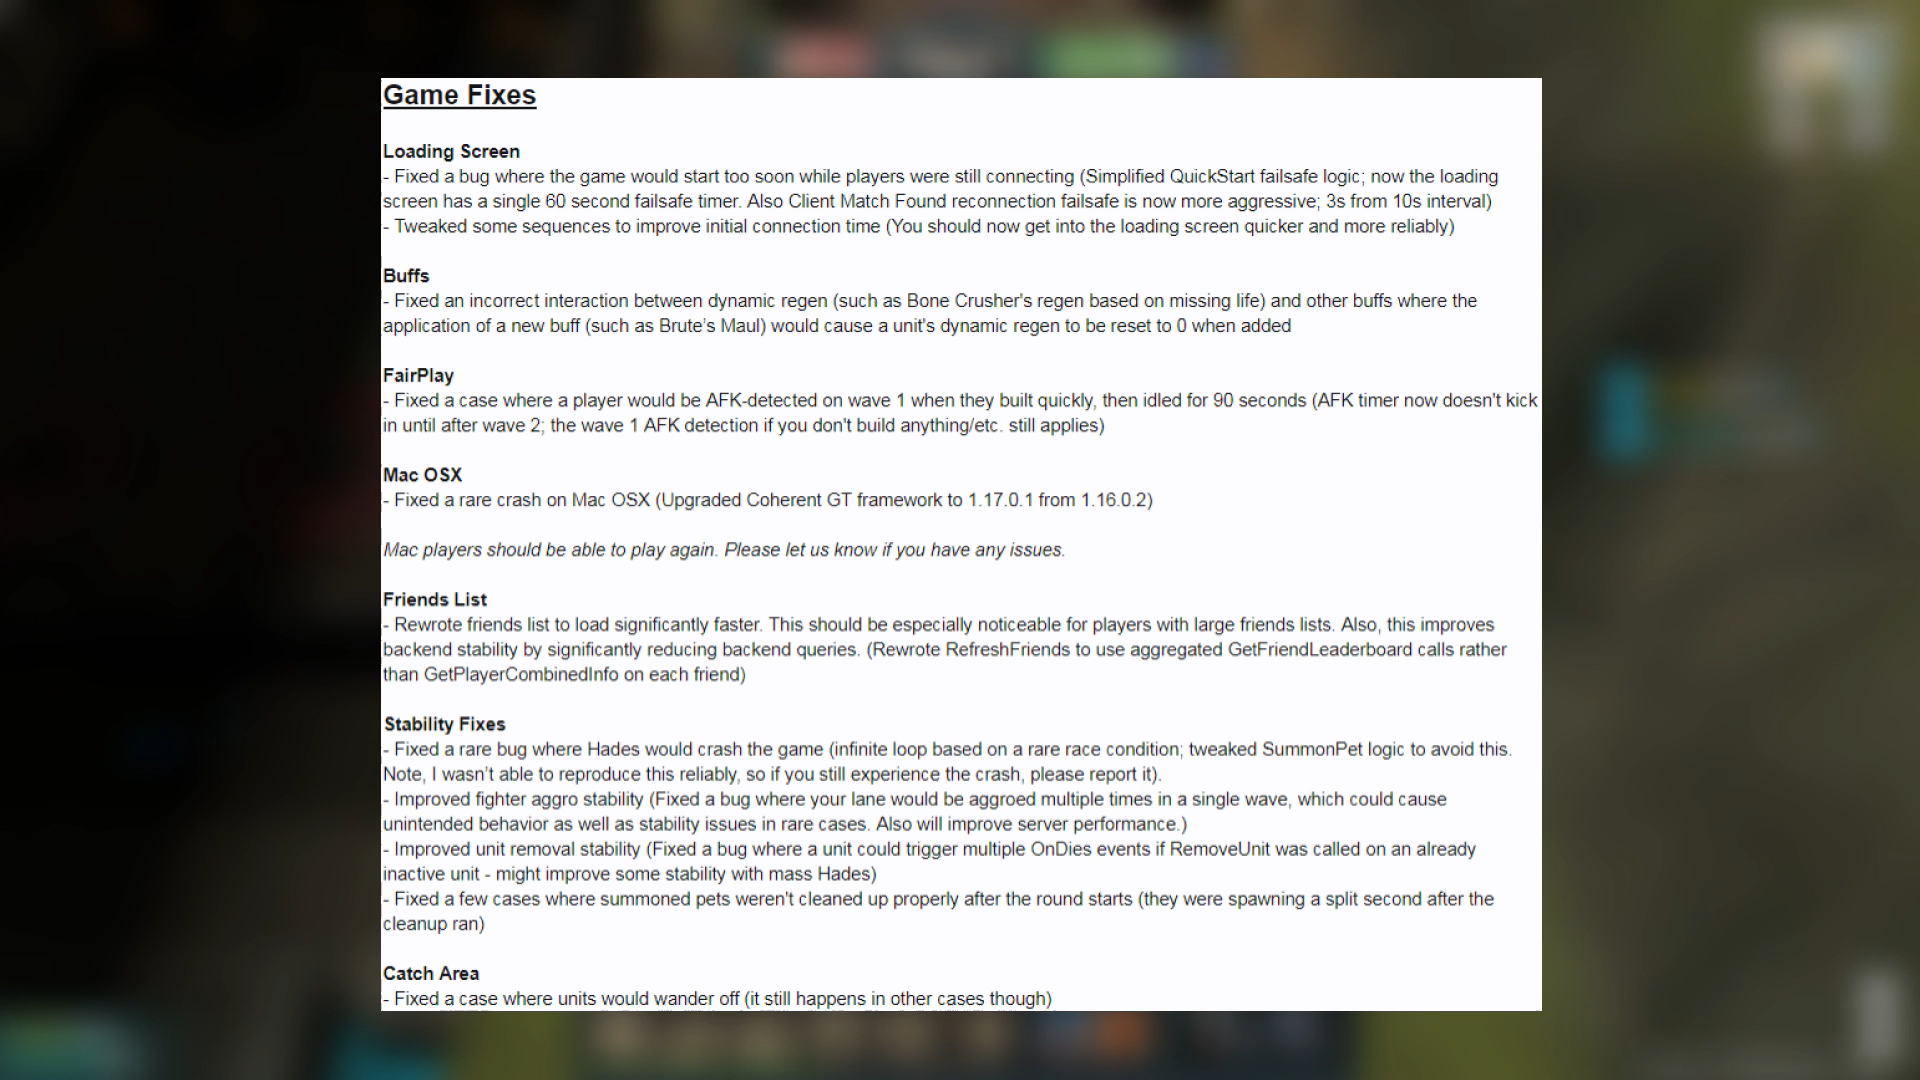 Game Fixes
Loading Screen
- Fixed a bug where the game would start too soon while players were still connecting (Simplified QuickStart failsafe logic; now the loading
screen has a single 60 second failsafe timer. Also Client Match Found reconnection failsafe is now more aggressive; 3s from 10s interval)
- Tweaked some sequences to improve initial connection time (You should now get into the loading screen quicker and more reliably)
Buffs
- Fixed an incorrect interaction between dynamic regen (such as Bone Crusher's regen based on missing life) and other buffs where the
application of a new buff (such as Brute's Maul) would cause a unit's dynamic regen to be reset to 0 when added
FairPlay
- Fixed a case where a player would be AFK-detected on wave 1 when they built quickly, then idled for 90 seconds (AFK timer now doesn't kick
in until after wave 2; the wave 1 AFK detection if you don't build anything/etc. still applies)
Mac OSX
- Fixed a rare crash on Mac OSX (Upgraded Coherent GT framework to 1.17.0.1 from 1.16.0.2)
Mac players should be able to play again. Please let us know if you have any issues.
Friends List
- Rewrote friends list to load significantly faster. This should be especially noticeable for players with large friends lists. Also, this improves
backend stability by significantly reducing backend queries. (Rewrote RefreshFriends to use aggregated GetFriendLeaderboard calls rather
than GetPlayerCombinedInfo on each friend)
Stability Fixes
- Fixed a rare bug where Hades would crash the game (infinite loop based on a rare race condition; tweaked SummonPet logic to avoid this.
Note, I wasn't able to reproduce this reliably, so if you still experience the crash, please report it).
- Improved fighter aggro stability (Fixed a bug where your lane would be aggroed multiple times in a single wave, which could cause
unintended behavior as well as stability issues in rare cases. Also will improve server performance.)
- Improved unit removal stability (Fixed a bug where a unit could trigger multiple OnDies events if RemoveUnit was called on an already
inactive unit - might improve some stability with mass Hades)
- Fixed a few cases where summoned pets weren't cleaned up properly after the round starts (they were spawning a split second after the
cleanup ran)
Catch Area
- Fixed a case where units would wander off (it still happens in other cases though)